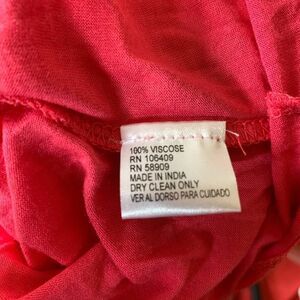 100% VISCOSE
RN 106409
RN 58909
MADE IN INDIA
DRY CLEAN ONLY
VER AL DORSO PARA CUIDADO